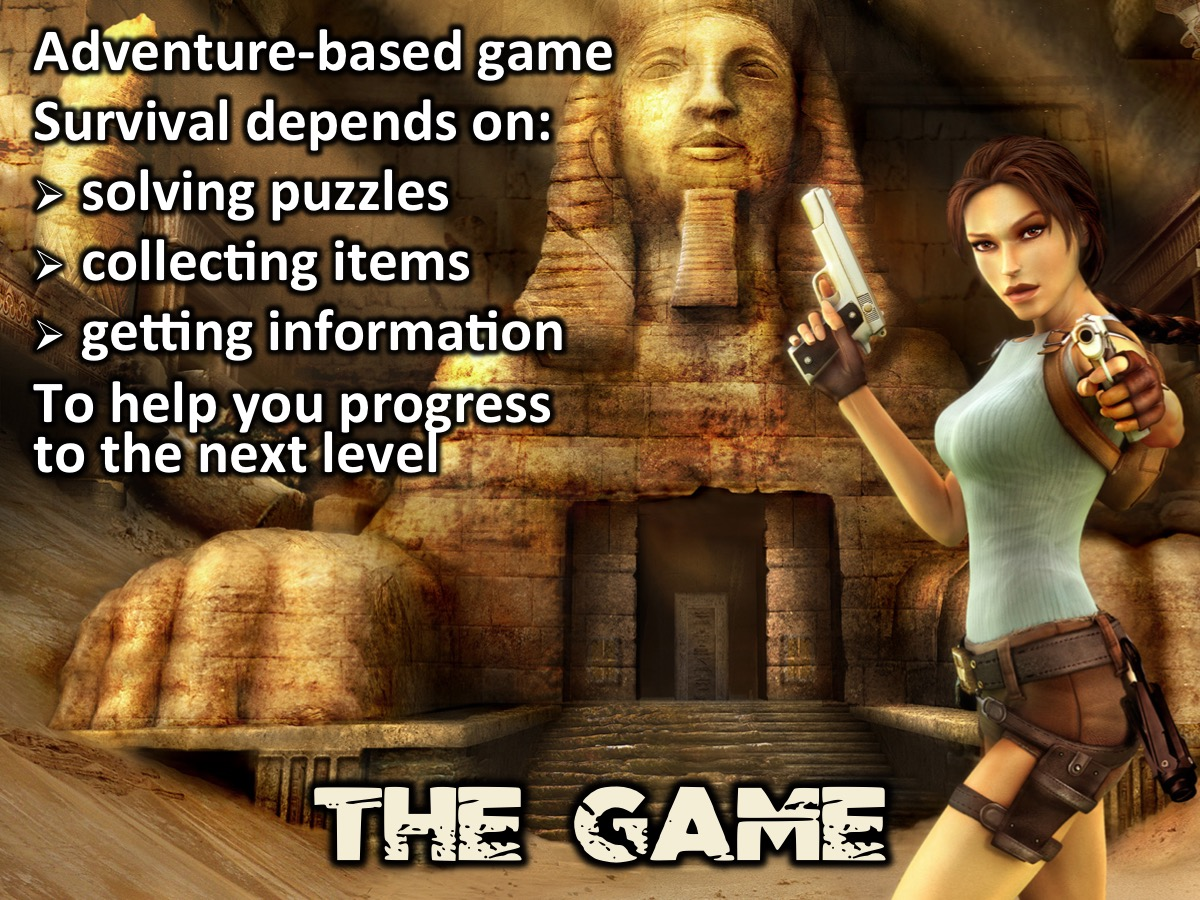 Adventure-based game
Survival depends on:
➢ solving puzzles
➢ collecting items
➢ getting information
To help you progress
to the next level
THE GAME